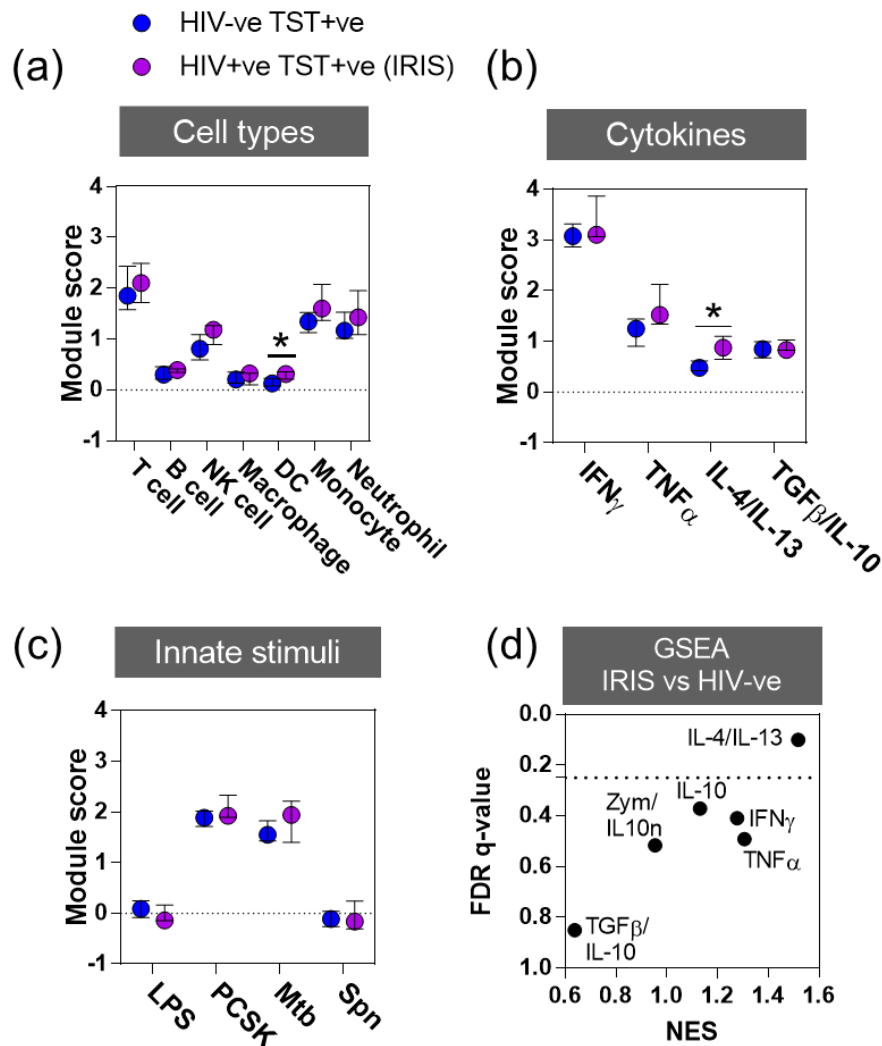 HIV-ve TST+ve
HIV+ve TST+ve (IRIS)
(a)
Cell types
Module score
4
3
2
1
0
-1
*
T cell
B cell
NK cell
Macrophage
DC
Monocyte
Neutrophil
(b)
Cytokines
Module score
4
3
2
1
0
-1
*
IFNγ
TNFα
IL-4/IL-13
TGFβ/IL-10
(c)
Innate stimuli
Module score
4
3
2
1
0
-1
LPS
PCSK
Mtb
Spn
(d)
GSEA
IRIS vs HIV-ve
FDR q-value
0.0
0.2
0.4
0.6
0.8
1.0
IL-4/IL-13
IL-10
Zym/
IL10n
IFNγ
TNFα
TGFβ/
IL-10
0.6 0.8 1.0 1.2 1.4 1.6
NES